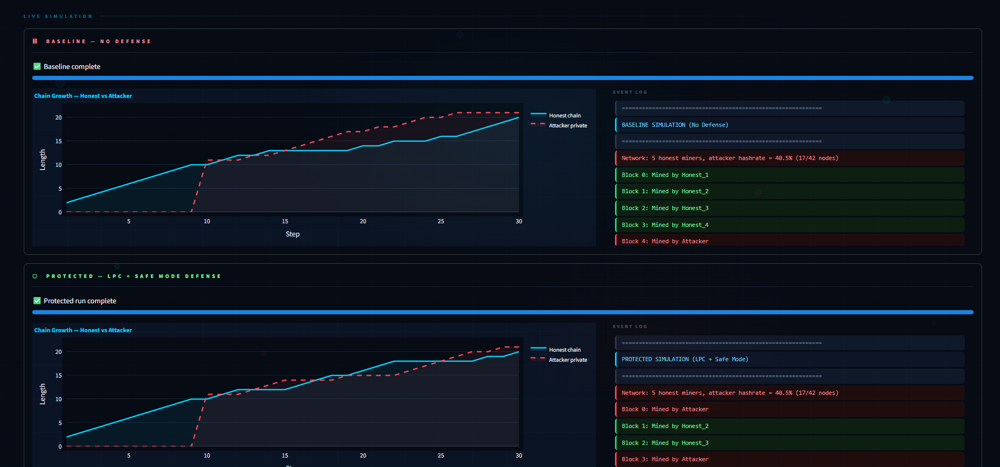 LIVE SIMULATION
BASELINE — NO DEFENSE
Baseline complete
Chain Growth — Honest vs Attacker
Honest chain
Attacker private
Length
20
15
10
5
0
5 10 15 20 25 30
Step
EVENT LOG
============================================================
BASELINE SIMULATION (No Defense)
============================================================
Network: 5 honest miners, attacker hashrate = 40.5% (17/42 nodes)
Block 0: Mined by Honest_1
Block 1: Mined by Honest_2
Block 2: Mined by Honest_3
Block 3: Mined by Honest_4
Block 4: Mined by Attacker
PROTECTED — LPC + SAFE MODE DEFENSE
Protected run complete
Chain Growth — Honest vs Attacker
Honest chain
Attacker private
Length
20
15
10
5
0
5 10 15 20 25 30
EVENT LOG
============================================================
PROTECTED SIMULATION (LPC + Safe Mode)
============================================================
Network: 5 honest miners, attacker hashrate = 40.5% (17/42 nodes)
Block 0: Mined by Attacker
Block 1: Mined by Honest_2
Block 2: Mined by Honest_3
Block 3: Mined by Attacker